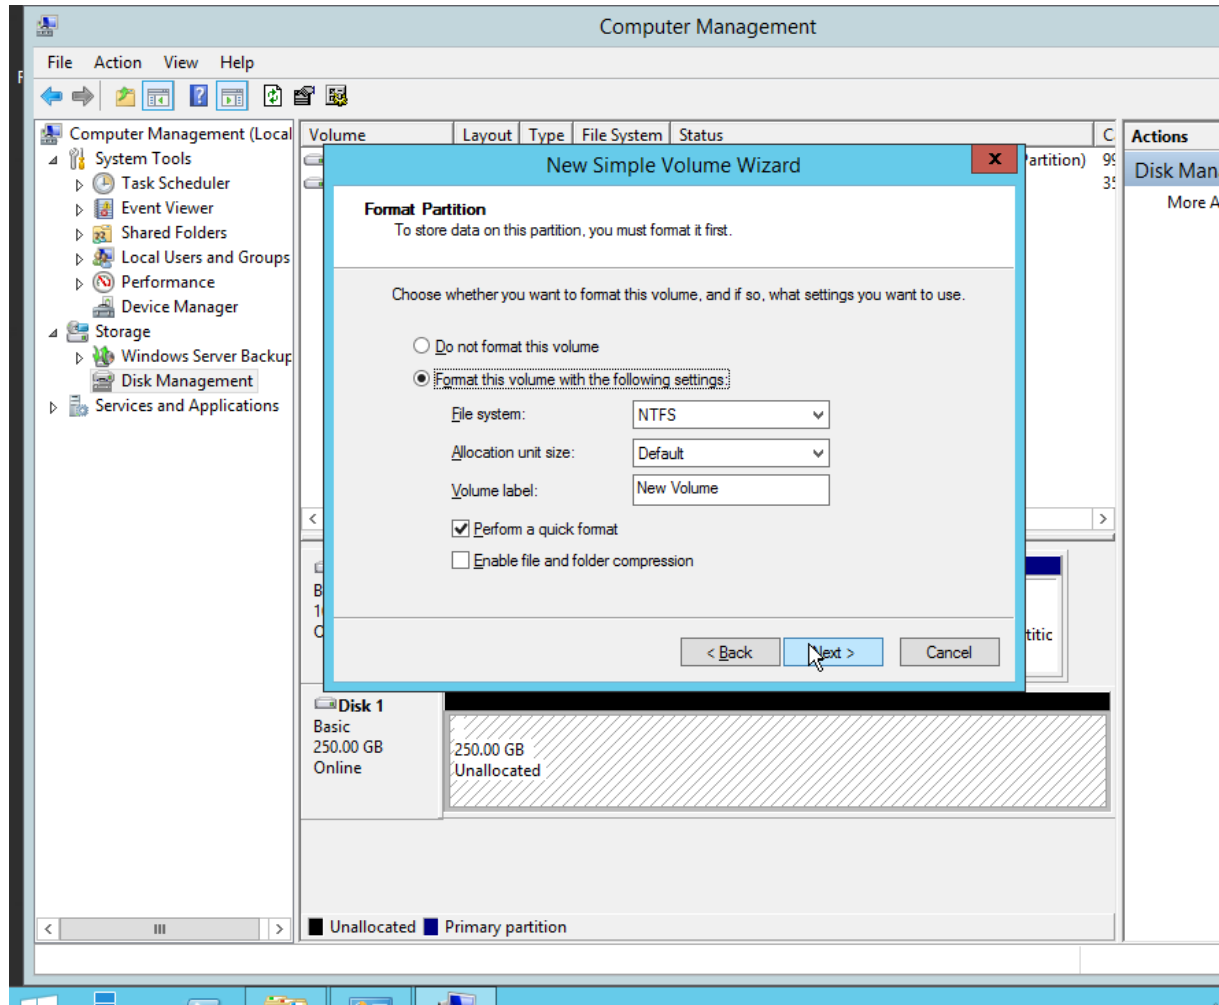 Computer Management
File Action View Help
Computer Management (Local
System Tools
Task Scheduler
Event Viewer
Shared Folders
Local Users and Groups
Performance
Device Manager
Storage
Windows Server Backup
Disk Management
Services and Applications
Volume Layout Type File System Status C
Actions
Disk Man
More A
artition) 99
35
New Simple Volume Wizard
x
Format Partition
To store data on this partition, you must format it first.
Choose whether you want to format this volume, and if so, what settings you want to use.
Do not format this volume
Format this volume with the following settings:
File system: NTFS
Allocation unit size: Default
Volume label: New Volume
Perform a quick format
Enable file and folder compression
< Back Next > Cancel
titic
Disk 1
Basic
250.00 GB
Online
250.00 GB
Unallocated
Unallocated Primary partition